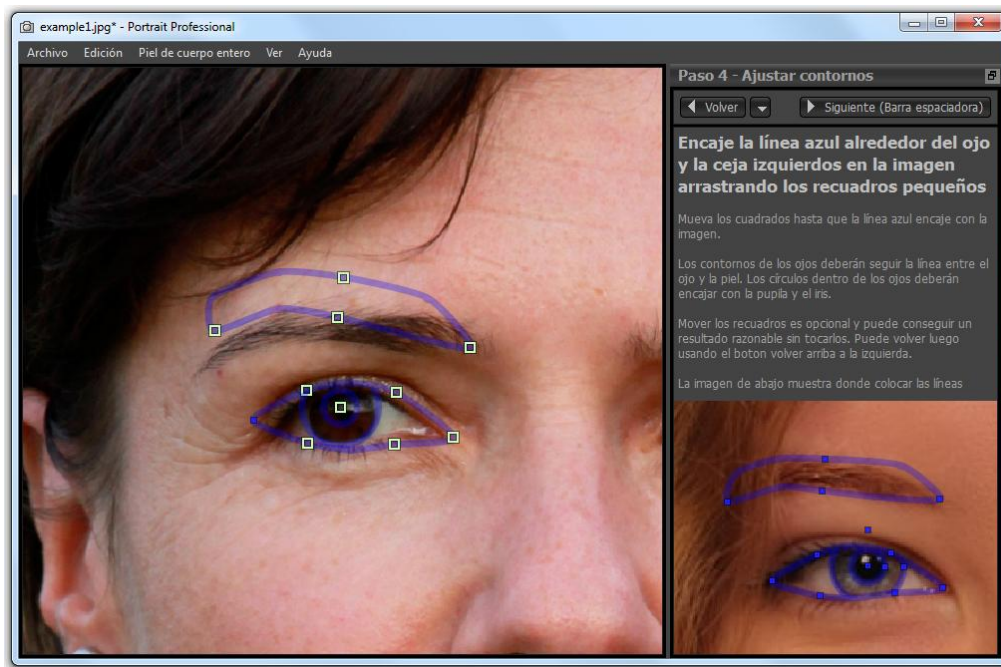 example1.jpg* - Portrait Professional
Archivo Edición Piel de cuerpo entero Ver Ayuda
Paso 4 - Ajustar contornos
Volver Siguiente (Barra espaciadora)
Encaje la línea azul alrededor del ojo
y la ceja izquierdos en la imagen
arrastrando los recuadros pequeños
Mueva los cuadrados hasta que la línea azul encaje con la
imagen.
Los contornos de los ojos deberán seguir la línea entre el
ojo y la piel. Los círculos dentro de los ojos deberán
encajar con la pupila y el iris.
Mover los recuadros es opcional y puede conseguir un
resultado razonable sin tocarlos. Puede volver luego
usando el boton volver arriba a la izquierda.
La imagen de abajo muestra donde colocar las líneas